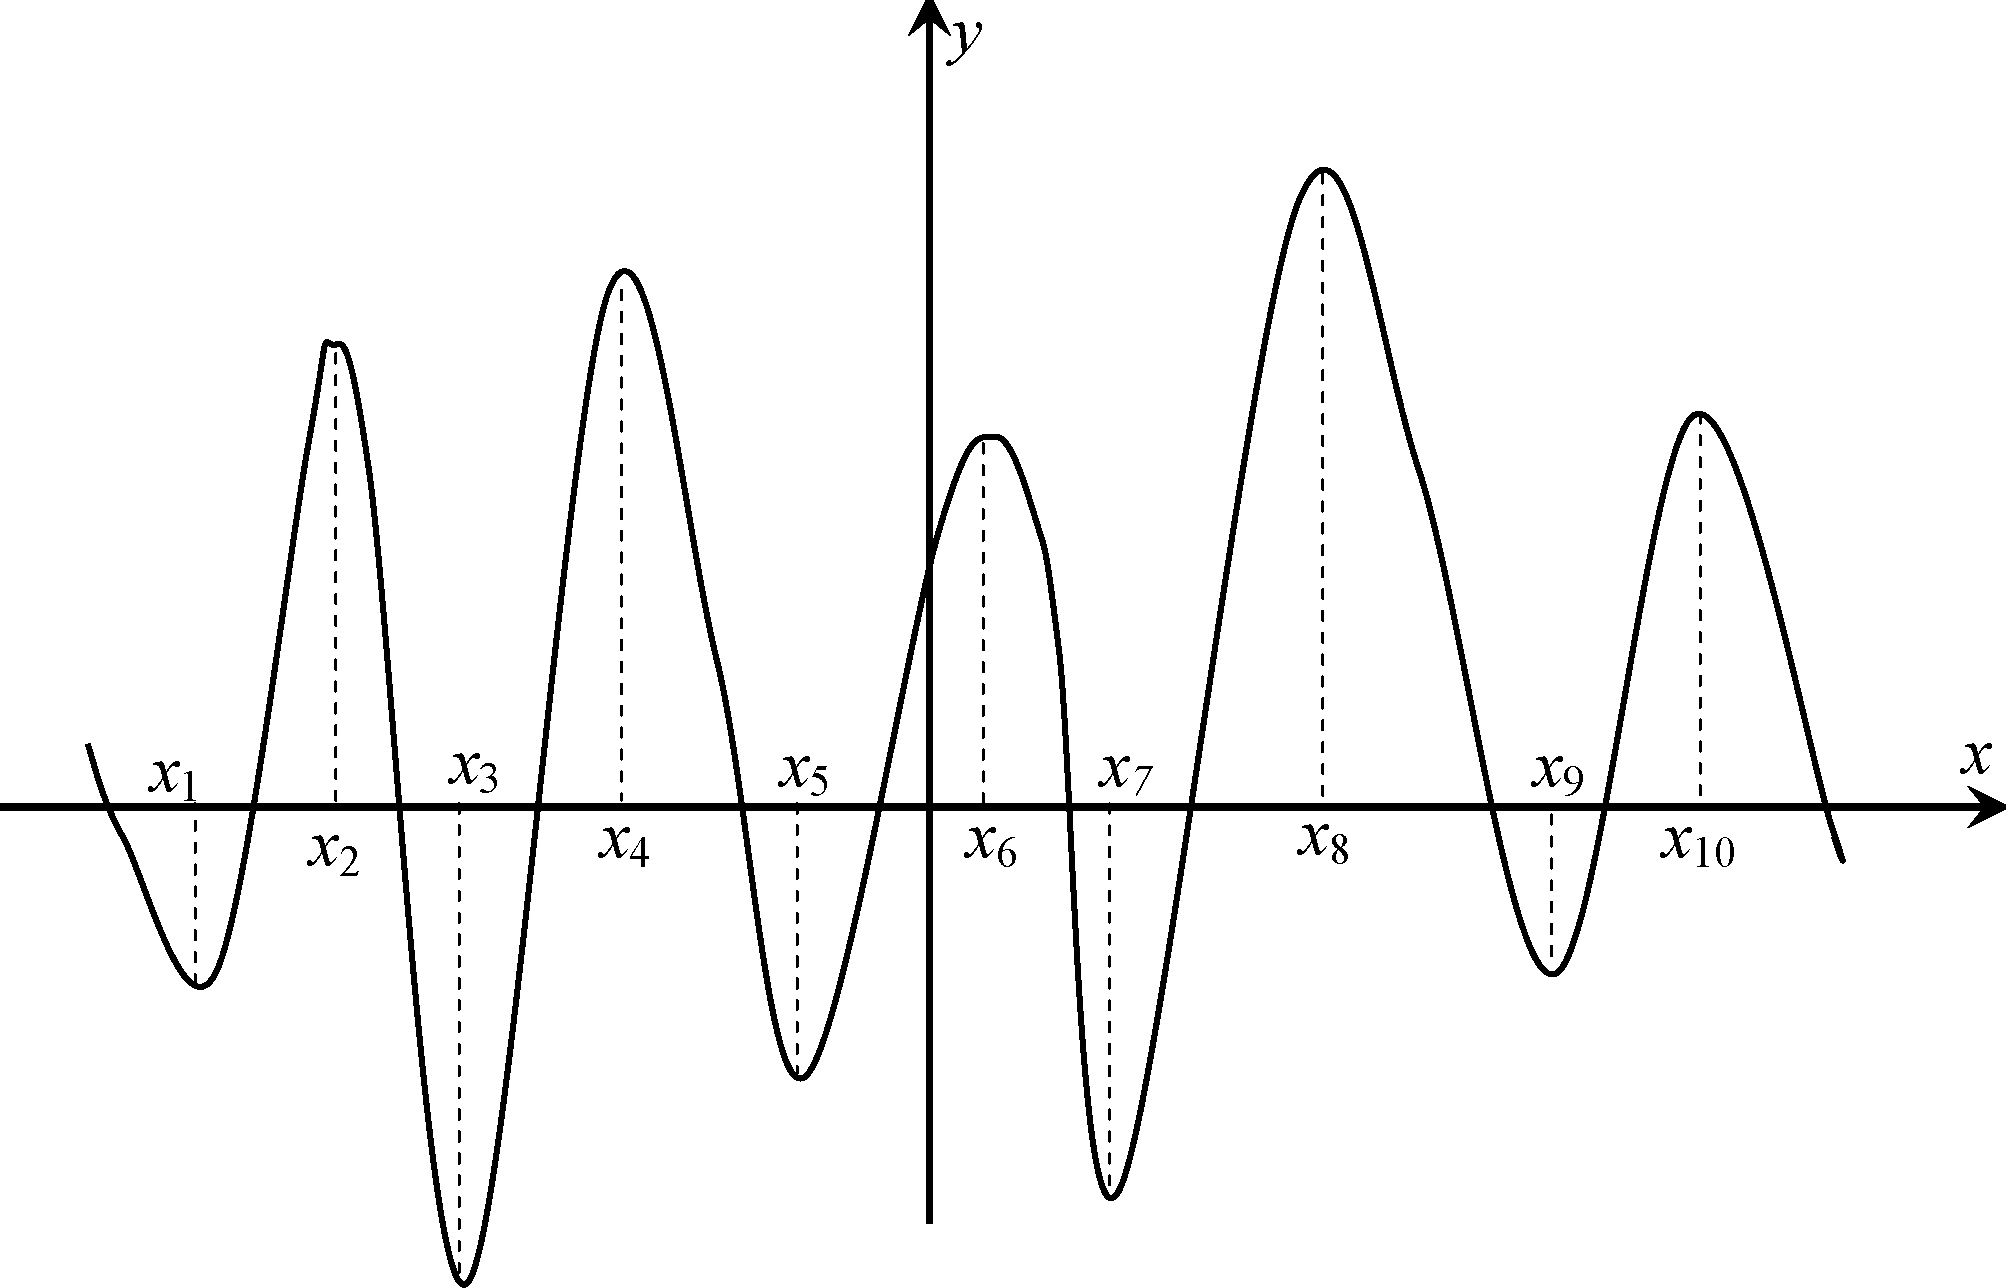 y
x₁ x₃ x₅ x₇ x₉ x
x₂ x₄ x₆ x₈ x₁₀